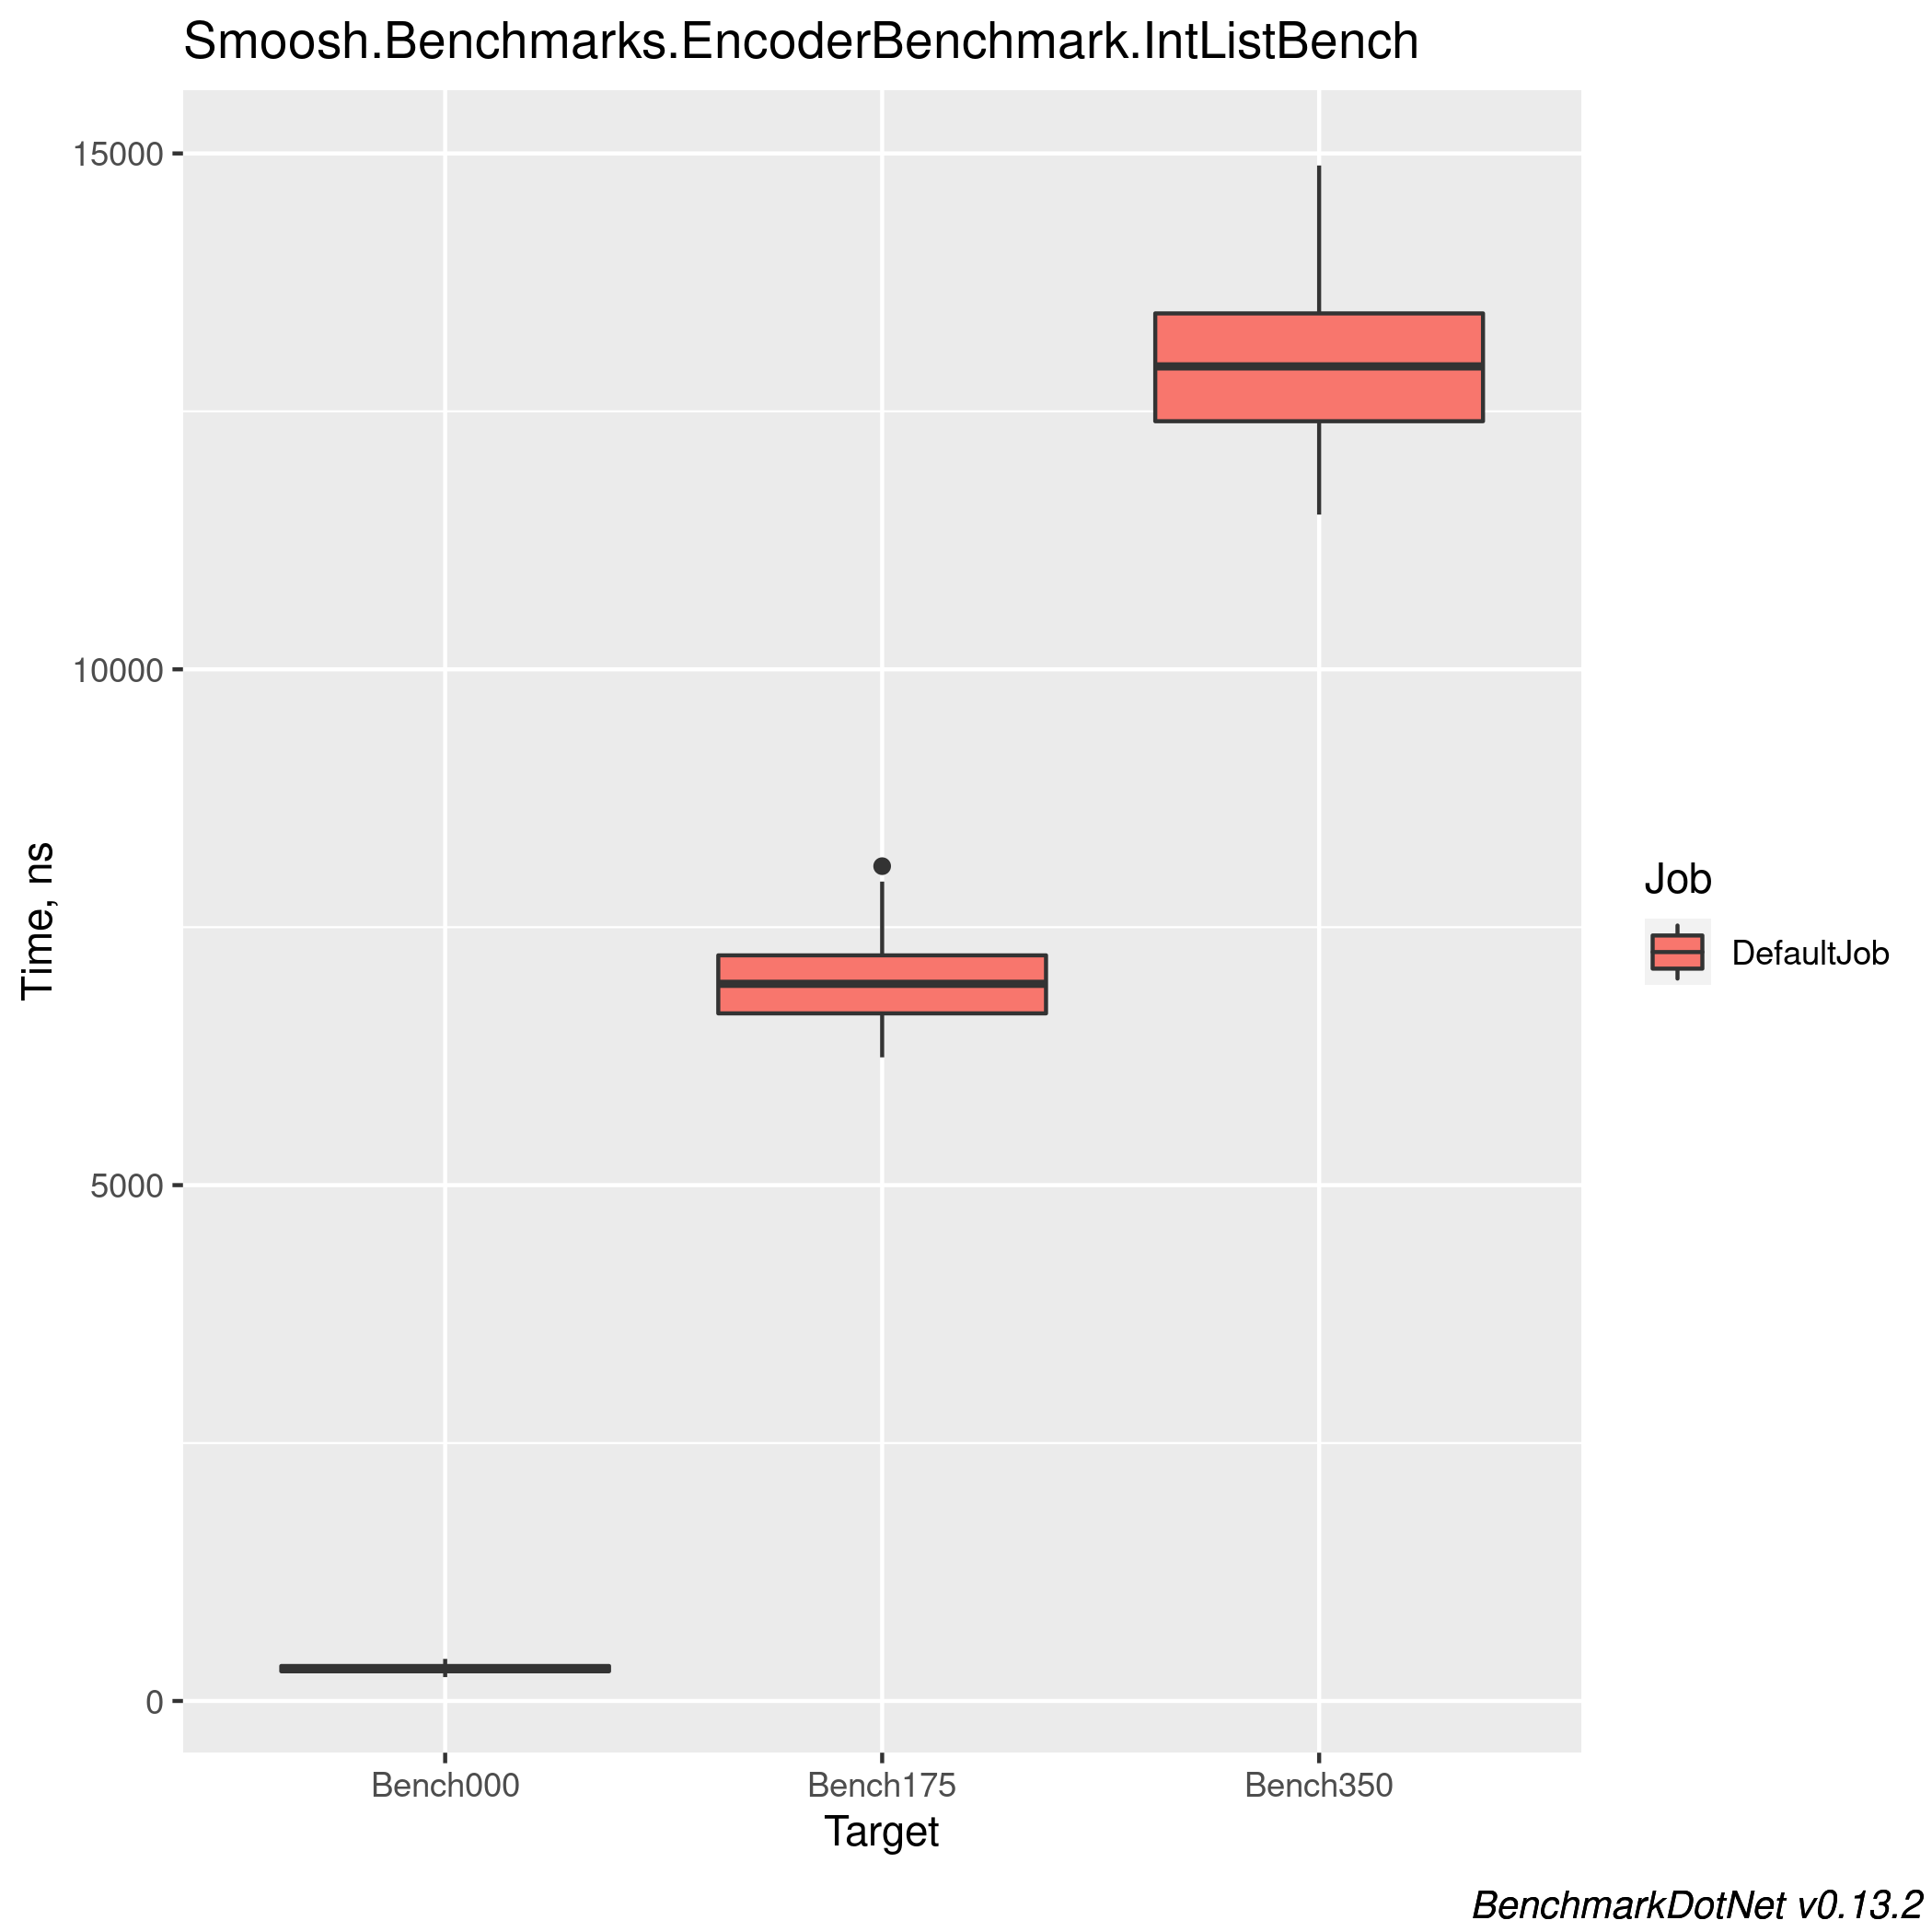 Smoosh.Benchmarks.EncoderBenchmark.IntListBench
15000
10000
5000
0
Time, ns
Bench000 Bench175 Bench350
Target
Job
DefaultJob
BenchmarkDotNet v0.13.2